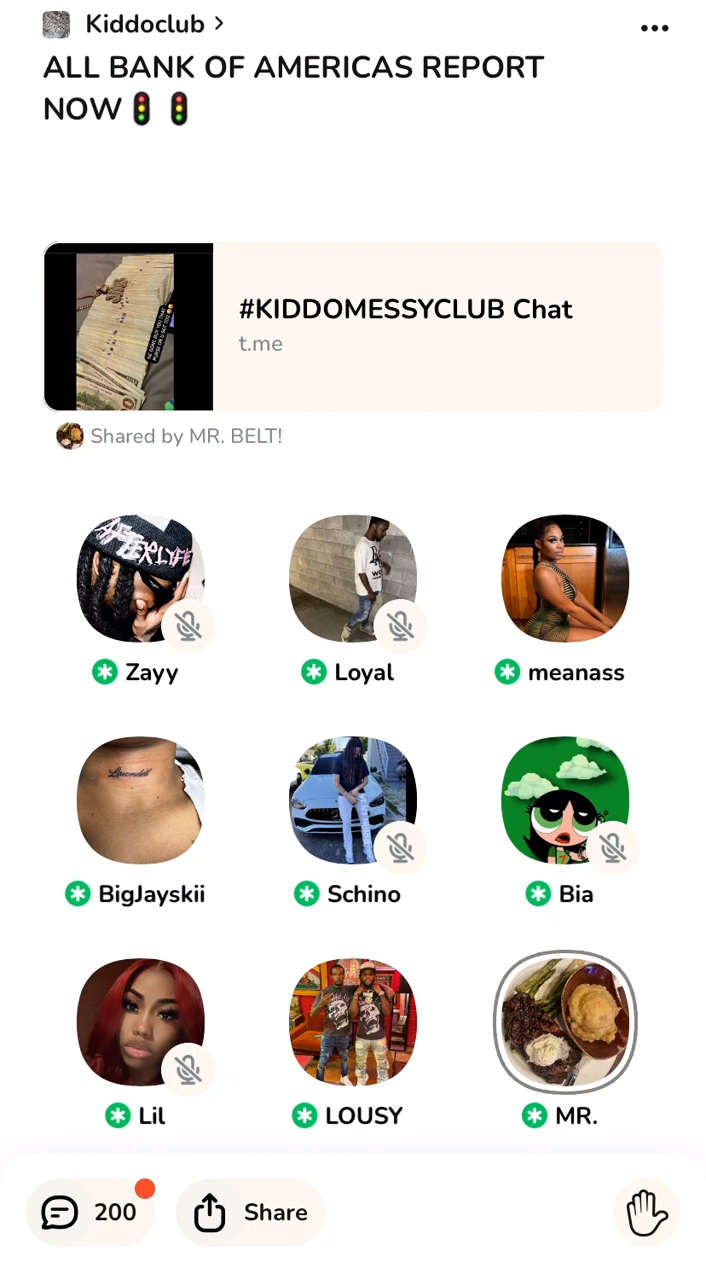 Kiddoclub
ALL BANK OF AMERICAS REPORT
NOW🚦🚦
#KIDDOMESSYCLUB Chat
t.me
Shared by MR. BELT!
AFTERLYFE
Zayy
Loyal
meanass
BigJayskii
Schino
Bia
Lil
LOUSY
MR.
200
Share